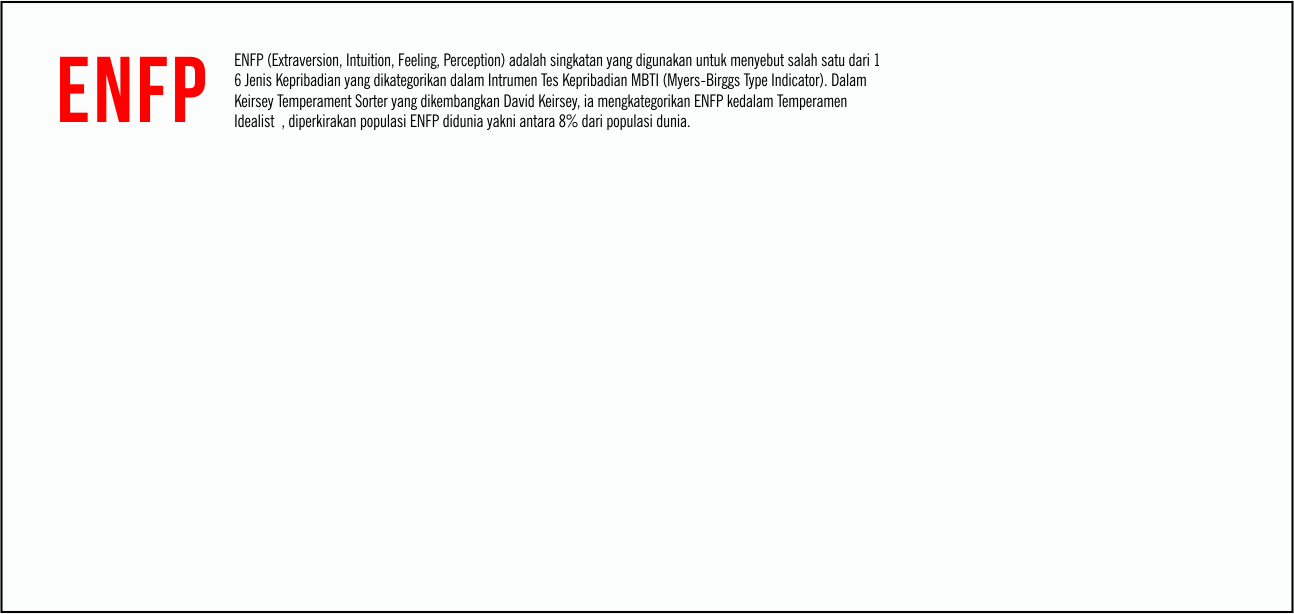 ENFP
ENFP (Extraversion, Intuition, Feeling, Perception) adalah singkatan yang digunakan untuk menyebut salah satu dari 1
6 Jenis Kepribadian yang dikategorikan dalam Intrumen Tes Kepribadian MBTI (Myers-Birggs Type Indicator). Dalam
Keirsey Temperament Sorter yang dikembangkan David Keirsey, ia mengkategorikan ENFP kedalam Temperamen
Idealist , diperkirakan populasi ENFP didunia yakni antara 8% dari populasi dunia.